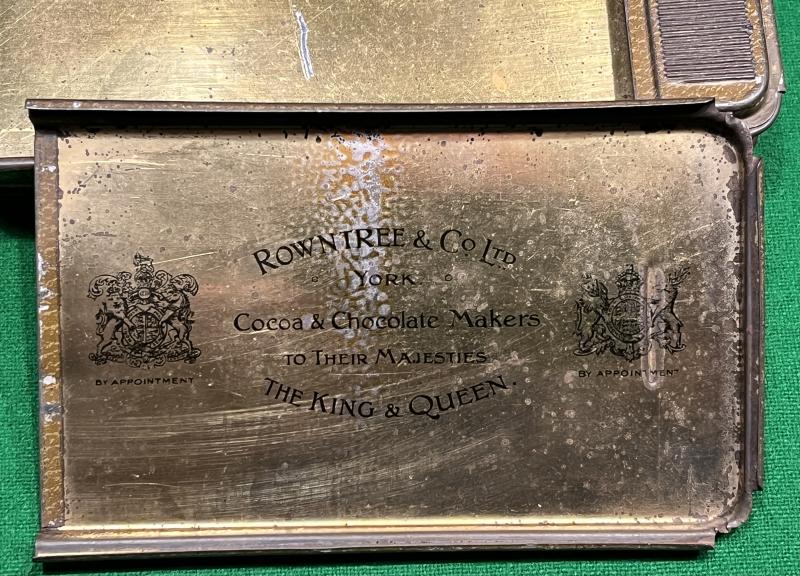 ROWNTREE & CO. LTD.
YORK.
COCOA & CHOCOLATE MAKERS
TO THEIR MAJESTIES
THE KING & QUEEN.
BY APPOINTMENT
BY APPOINTMENT